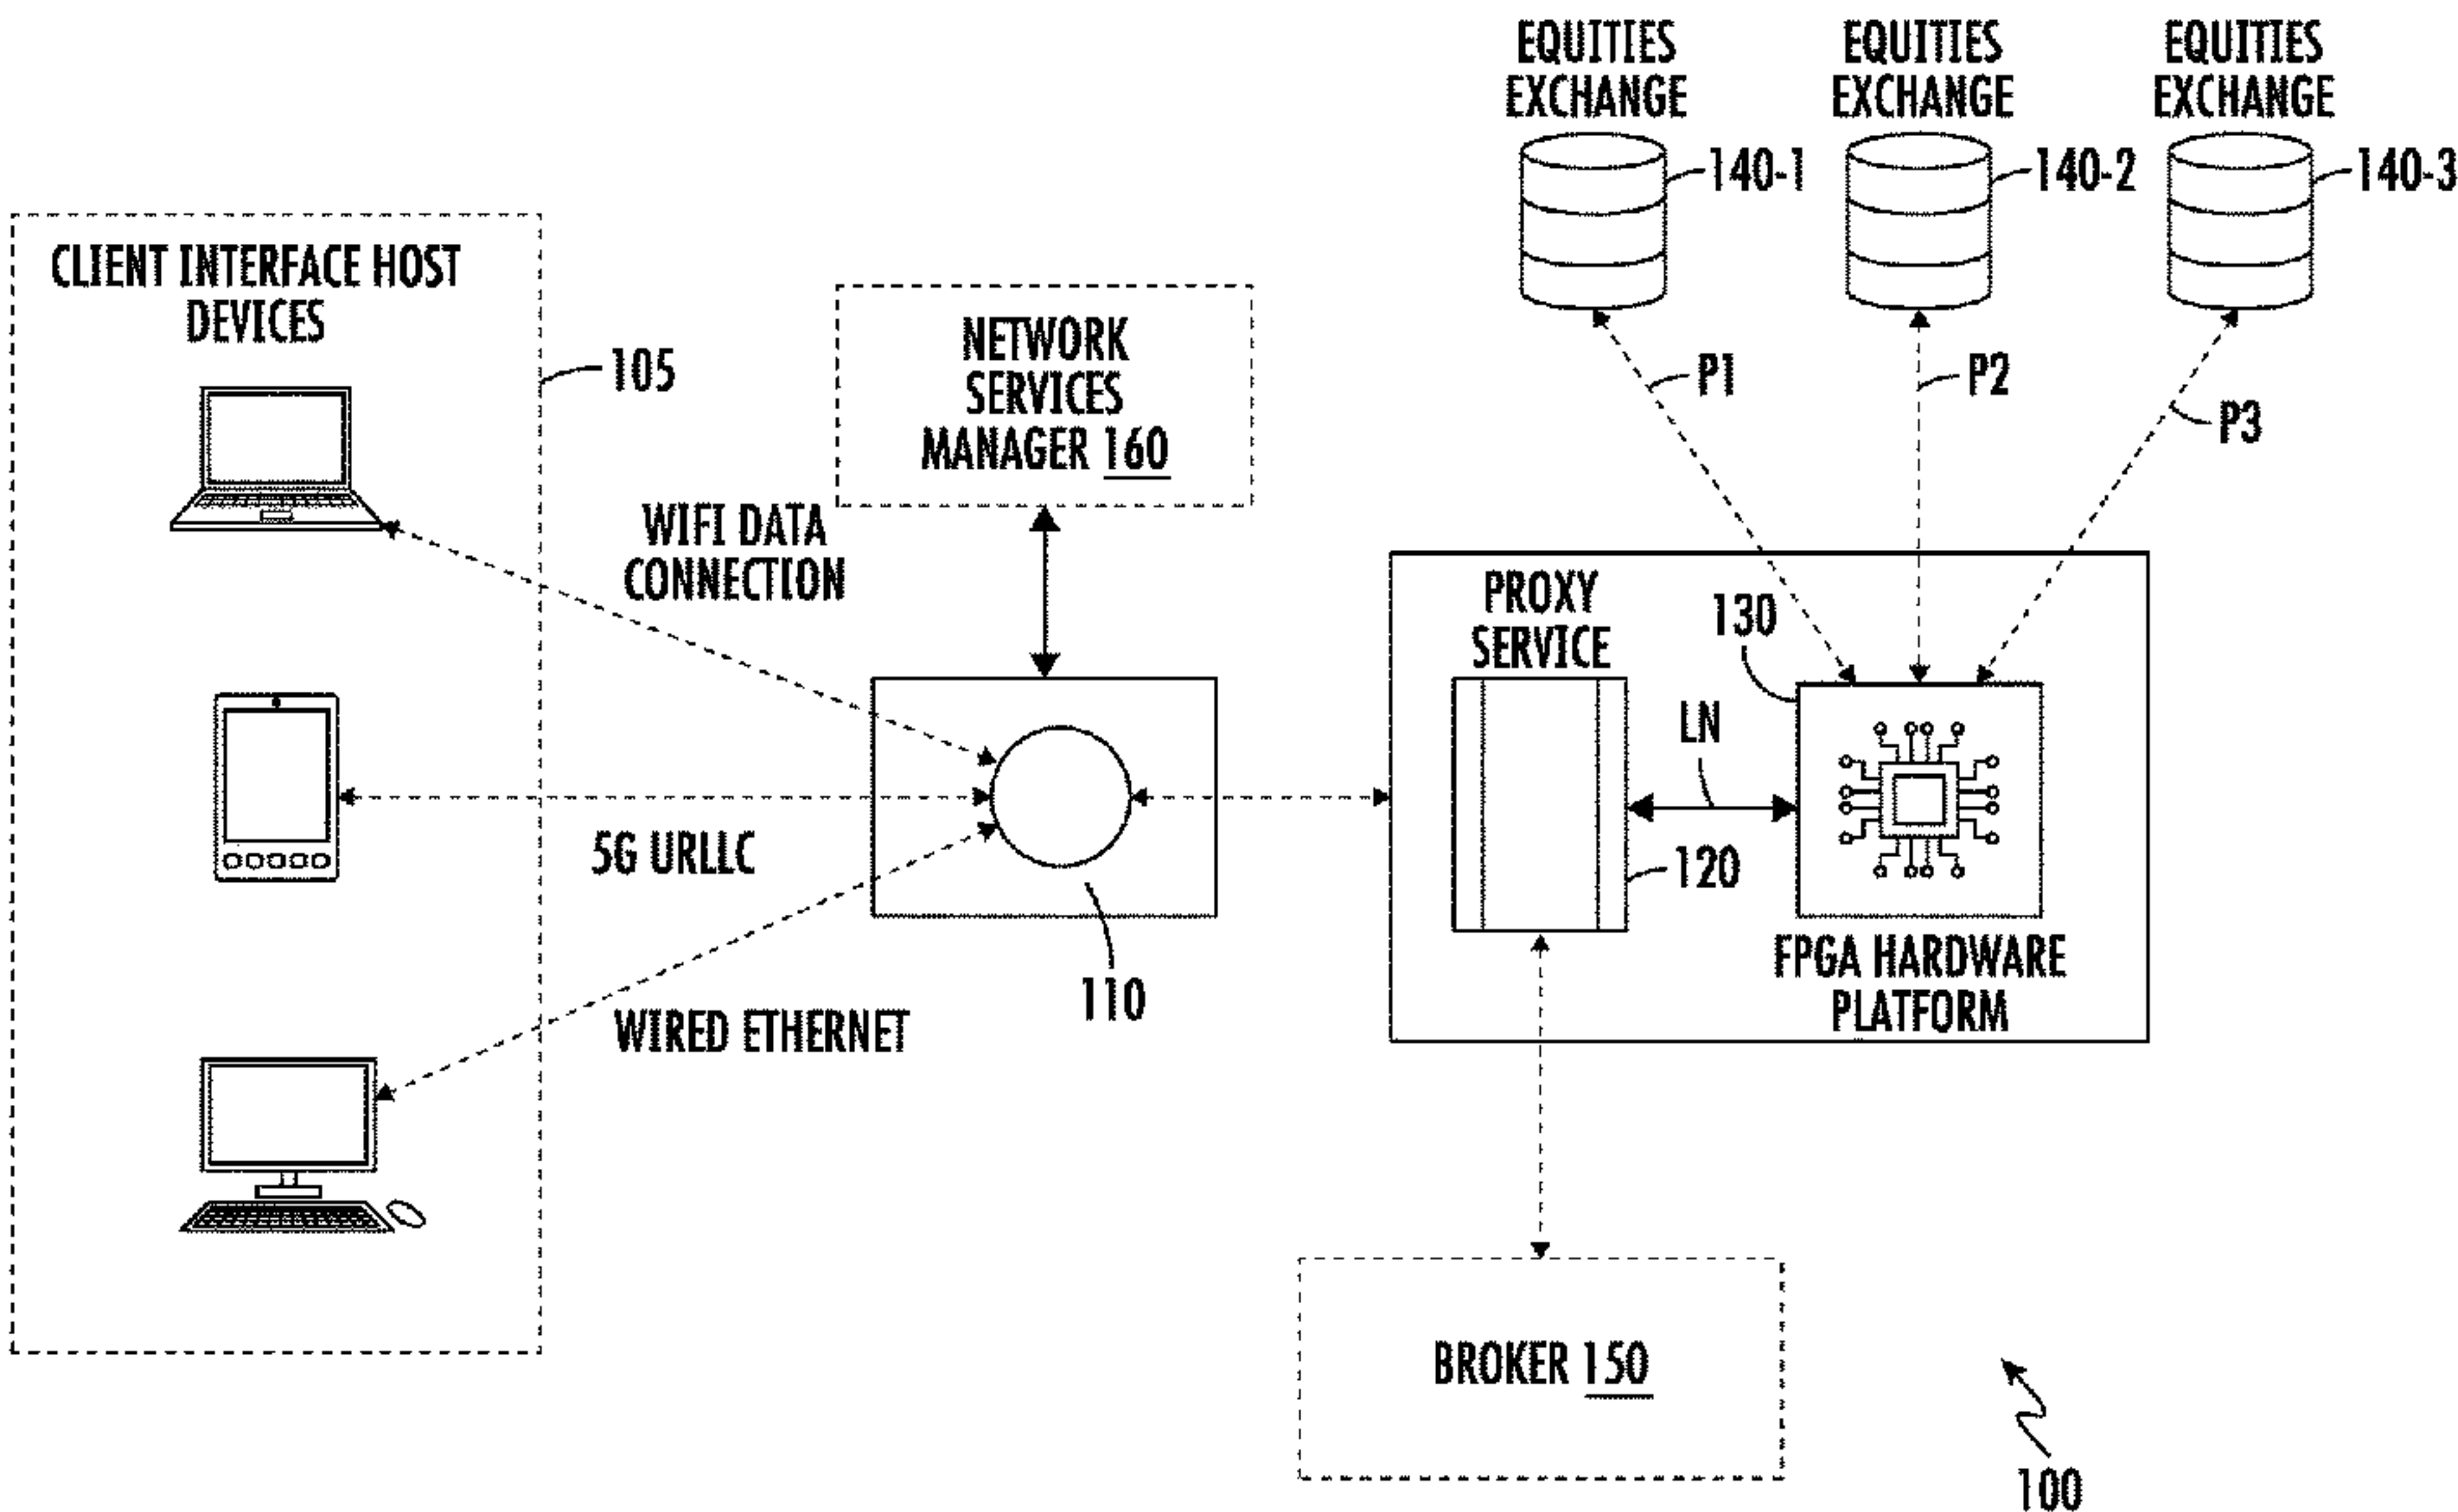 EQUITIES
EXCHANGE
140-1
EQUITIES
EXCHANGE
140-2
EQUITIES
EXCHANGE
140-3
CLIENT INTERFACE HOST
DEVICES
105
NETWORK
SERVICES
MANAGER 160
P1
P2
P3
WIFI DATA
CONNECTION
5G URLLC
WIRED ETHERNET
110
PROXY
SERVICE
130
LN
120
FPGA HARDWARE
PLATFORM
BROKER 150
100